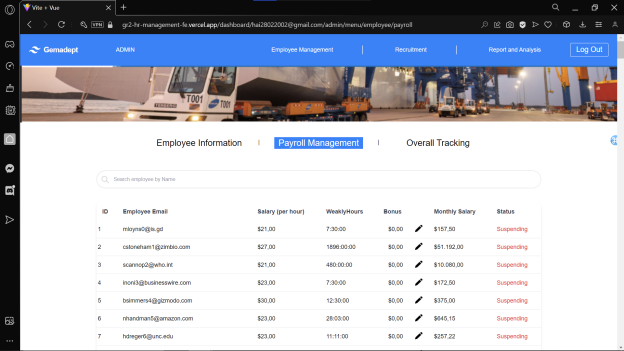 Vite + Vue
VPN gr2-hr-management-fe.vercel.app/dashboard/hai28022002@gmail.com/admin/menu/employee/payroll
Gemadept ADMIN Employee Management | Recruitment | Report and Analysis Log Out
T001 T001
Employee Information | Payroll Management | Overall Tracking
Search employee by Name
ID Employee Email Salary (per hour) WeaklyHours Bonus Monthly Salary Status
1 mloyns0@is.gd $21,00 7:30:00 $0,00 $157,50 Suspending
2 cstoneham1@zimbio.com $27,00 1896:00:00 $0,00 $51.192,00 Suspending
3 scannop2@who.int $21,00 480:00:00 $0,00 $10.080,00 Suspending
4 inoni3@businesswire.com $23,00 7:30:00 $0,00 $172,50 Suspending
5 bsimmers4@gizmodo.com $30,00 12:30:00 $0,00 $375,00 Suspending
6 nhandman5@amazon.com $23,00 28:03:00 $0,00 $645,15 Suspending
7 hdreger6@unc.edu $23,00 11:11:00 $0,00 $257,22 Suspending